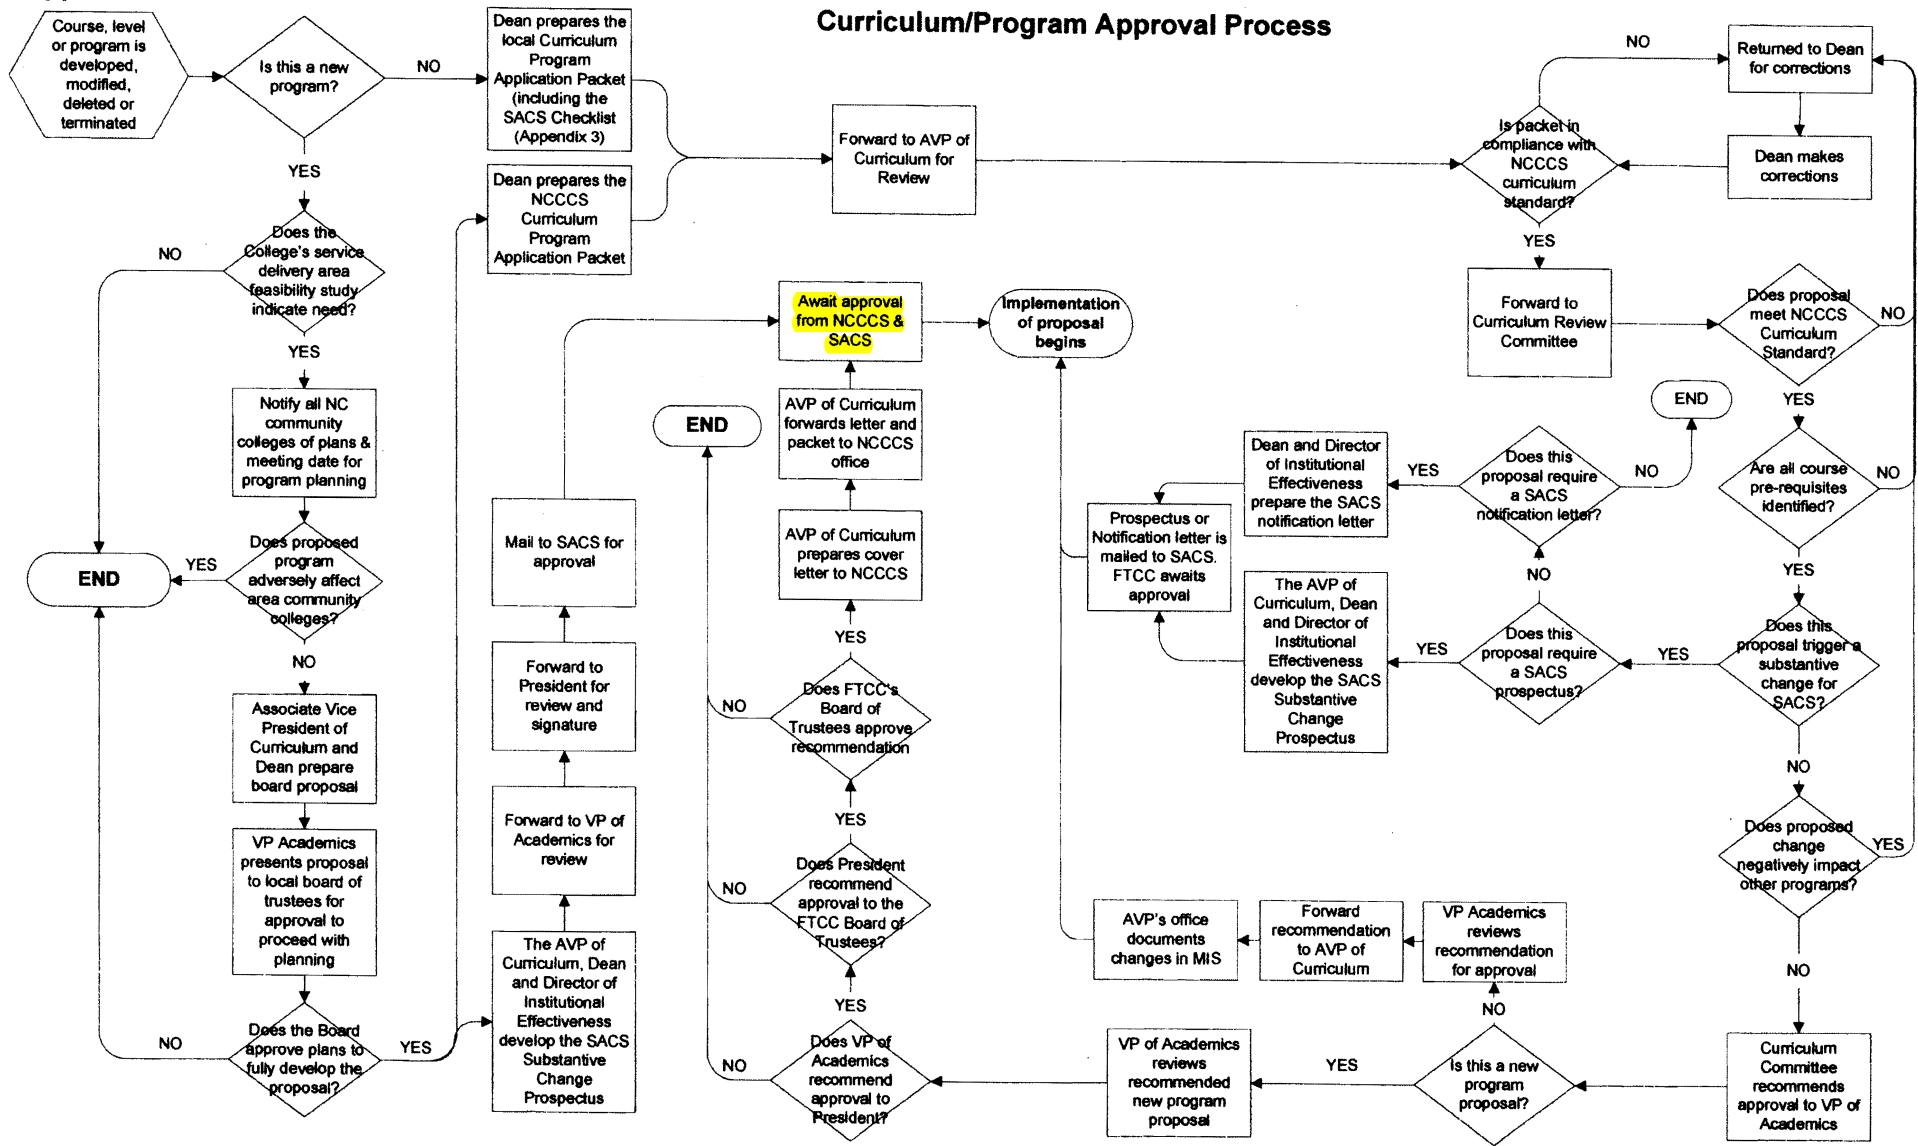 Curriculum/Program Approval Process
Course, level
or program is
developed,
modified,
deleted or
terminated
Is this a new
program?
NO
YES
Dean prepares the
local Curriculum
Program
Application Packet
(including the
SACS Checklist
(Appendix 3)
Dean prepares the
NCCCS
Curriculum
Program
Application Packet
Forward to AVP of
Curriculum for
Review
Is packet in
compliance with
NCCCS
curriculum
standard?
NO
Returned to Dean
for corrections
Dean makes
corrections
YES
Forward to
Curriculum Review
Committee
Does proposal
meet NCCCS
Curriculum
Standard?
NO
YES
Are all course
pre-requisites
identified?
NO
YES
Does this
proposal trigger a
substantive
change for
SACS?
YES
NO
Does this
proposal require
a SACS
prospectus?
YES
NO
Does this
proposal require
a SACS
notification letter?
NO
END
YES
Dean and Director
of Institutional
Effectiveness
prepare the SACS
notification letter
The AVP of
Curriculum, Dean
and Director of
Institutional
Effectiveness
develop the SACS
Substantive
Change
Prospectus
Prospectus or
Notification letter is
mailed to SACS.
FTCC awaits
approval
Implementation
of proposal
begins
Does proposed
change
negatively impact
other programs?
YES
NO
Curriculum
Committee
recommends
approval to VP of
Academics
Is this a new
program
proposal?
NO
VP Academics
reviews
recommendation
for approval
Forward
recommendation
to AVP of
Curriculum
AVP's office
documents
changes in MIS
YES
VP of Academics
reviews
recommended
new program
proposal
Does VP of
Academics
recommend
approval to
President?
NO
YES
Does President
recommend
approval to the
FTCC Board of
Trustees?
NO
YES
Does FTCC's
Board of
Trustees approve
recommendation
NO
YES
END
AVP of Curriculum
prepares cover
letter to NCCCS
AVP of Curriculum
forwards letter and
packet to NCCCS
office
Await approval
from NCCCS &
SACS
Does the
College's service
delivery area
feasibility study
indicate need?
NO
YES
Notify all NC
community
colleges of plans &
meeting date for
program planning
Does proposed
program
adversely affect
area community
colleges?
YES
END
NO
Associate Vice
President of
Curriculum and
Dean prepare
board proposal
VP Academics
presents proposal
to local board of
trustees for
approval to
proceed with
planning
Does the Board
approve plans to
fully develop the
proposal?
NO
YES
The AVP of
Curriculum, Dean
and Director of
Institutional
Effectiveness
develop the SACS
Substantive
Change
Prospectus
Forward to VP of
Academics for
review
Forward to
President for
review and
signature
Mail to SACS for
approval